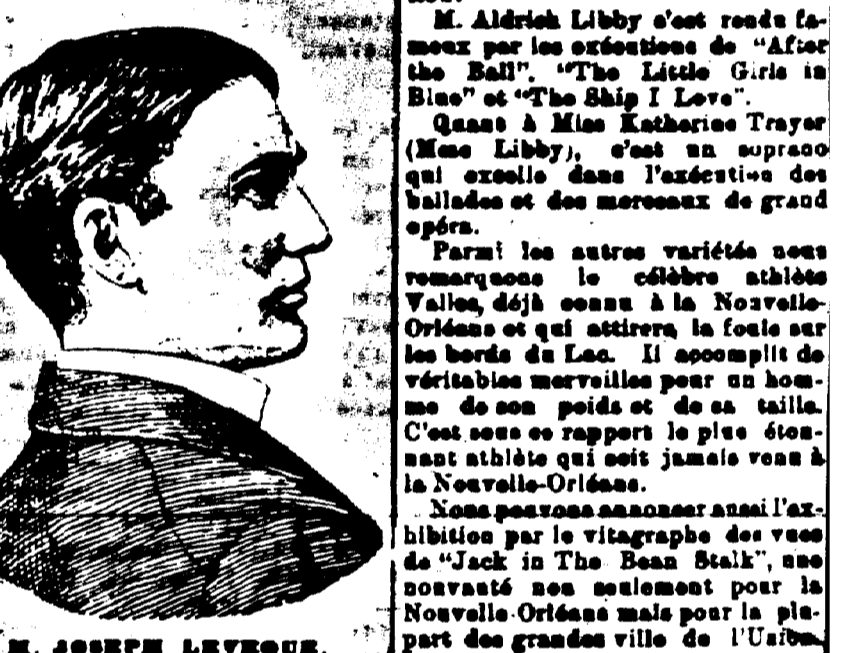 M. Aldrich Libby s'est rendu fa-
meux par les exécutions de "After
the Ball". "The Little Girls in
Blue" et "The Ship I Love".
Quant à Miss Katherine Trayer
(Mme Libby), c'est un soprano
qui excelle dans l'exécution des
ballades et des morceaux de grand
opéra.
Parmi les autres variétés nous
remarquons le célèbre athlète
Valles, déjà connu à la Nouvelle-
Orléans et qui attirera la foule sur
les bords du Lac. Il accomplit de
véritables merveilles pour un hom-
me de son poids et de sa taille.
C'est sous ce rapport le plus éton-
nant athlète qui soit jamais venu à
la Nouvelle-Orléans.
Nous pouvons annoncer aussi l'ex-
hibition par le vitagraphe des vues
de "Jack in The Bean Stalk", une
nouvauté non seulement pour la
Nouvelle-Orléans mais pour la plu-
part des grandes ville de l'Union.
M. JOSEPH LEVEQUE.